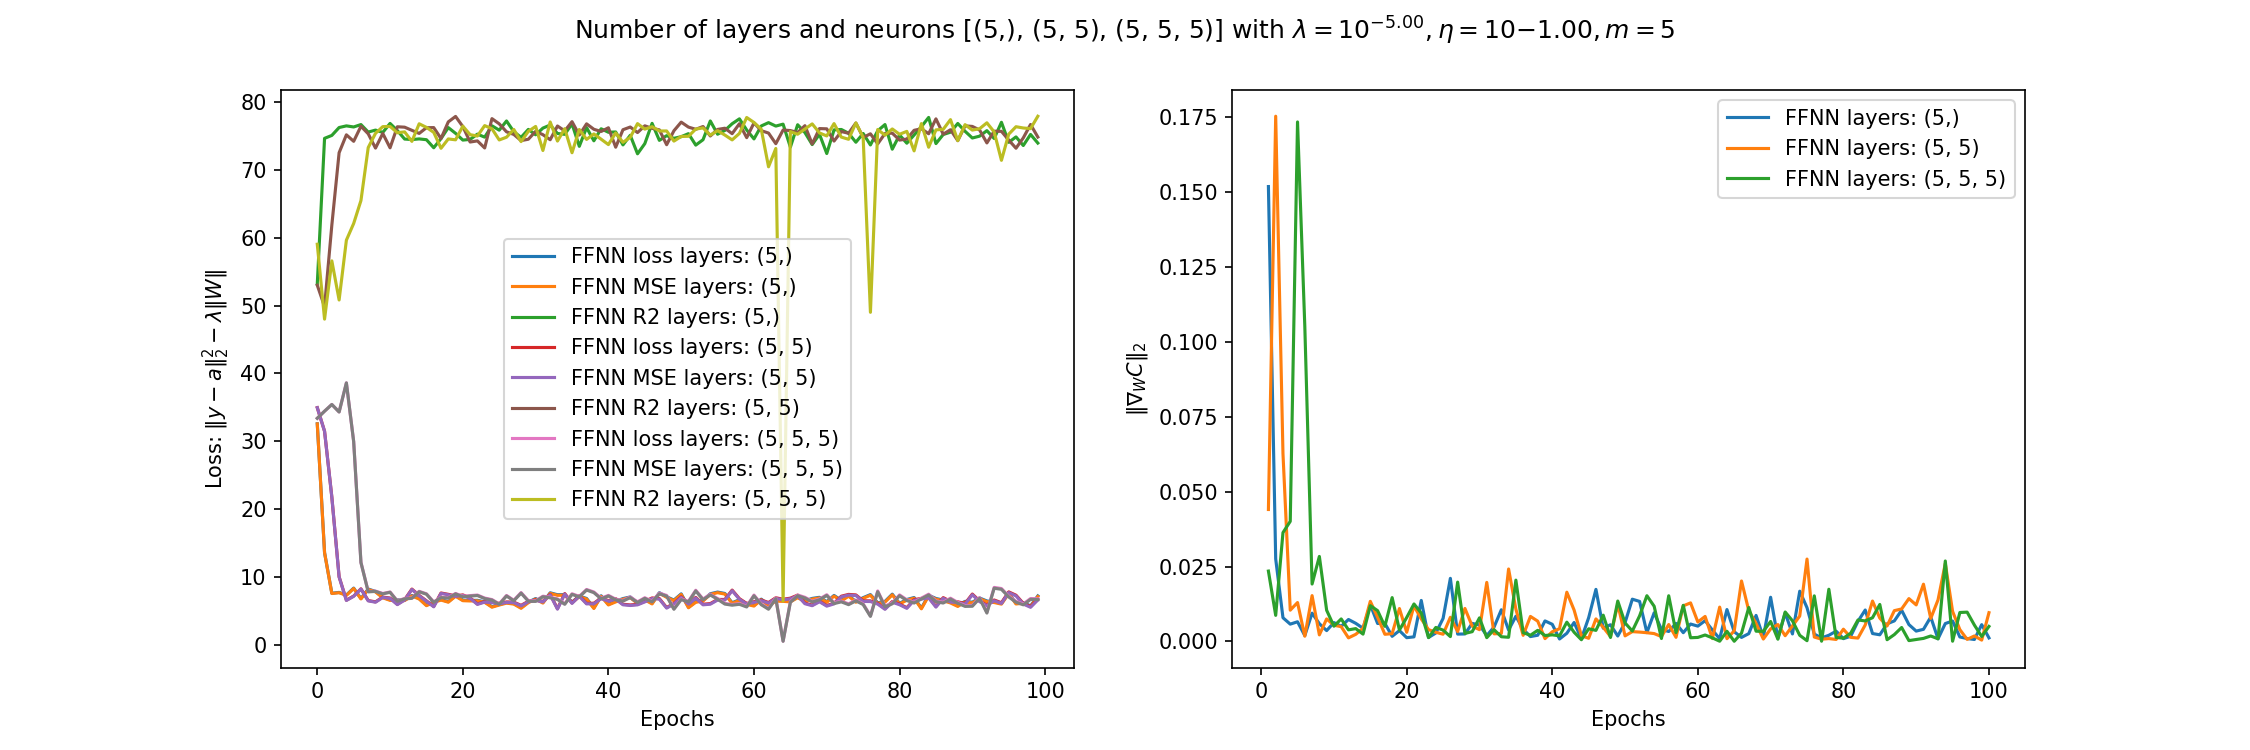 Number of layers and neurons [(5,), (5, 5), (5, 5, 5)] with λ = 10^{−5.00}, η = 10−1.00, m = 5
80
70
60
50
40
30
20
10
0
Loss: ‖y − a‖₂² − λ‖W‖
FFNN loss layers: (5,)
FFNN MSE layers: (5,)
FFNN R2 layers: (5,)
FFNN loss layers: (5, 5)
FFNN MSE layers: (5, 5)
FFNN R2 layers: (5, 5)
FFNN loss layers: (5, 5, 5)
FFNN MSE layers: (5, 5, 5)
FFNN R2 layers: (5, 5, 5)
0 20 40 60 80 100
Epochs
0.175
0.150
0.125
0.100
0.075
0.050
0.025
0.000
‖∇_W C‖₂
FFNN layers: (5,)
FFNN layers: (5, 5)
FFNN layers: (5, 5, 5)
0 20 40 60 80 100
Epochs